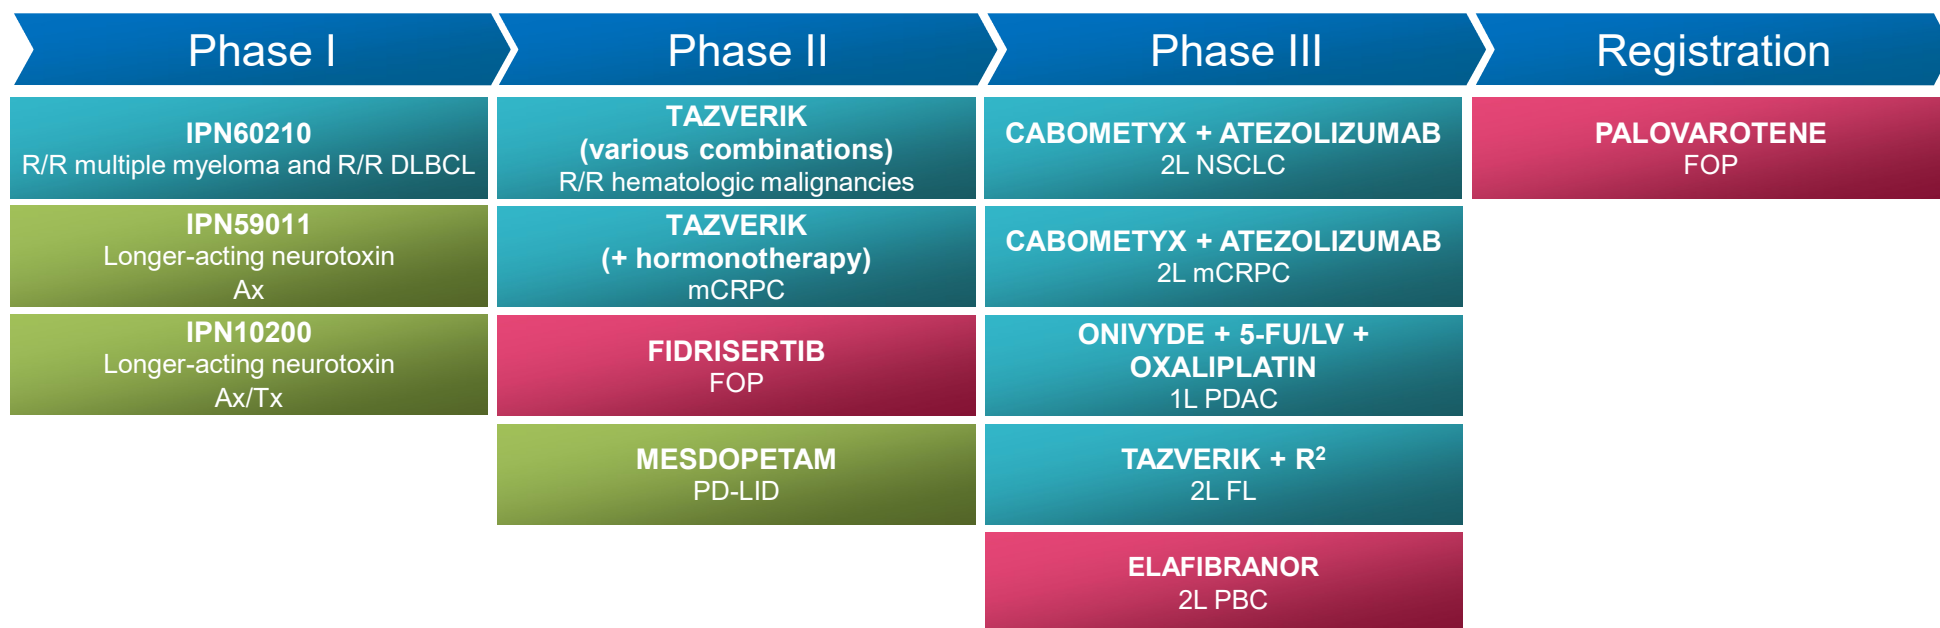 Phase I
Phase II
Phase III
Registration
IPN60210
R/R multiple myeloma and R/R DLBCL
IPN59011
Longer-acting neurotoxin
Ax
IPN10200
Longer-acting neurotoxin
Ax/Tx
TAZVERIK
(various combinations)
R/R hematologic malignancies
TAZVERIK
(+ hormonotherapy)
mCRPC
FIDRISERTIB
FOP
MESDOPETAM
PD-LID
CABOMETYX + ATEZOLIZUMAB
2L NSCLC
CABOMETYX + ATEZOLIZUMAB
2L mCRPC
ONIVYDE + 5-FU/LV +
OXALIPLATIN
1L PDAC
TAZVERIK + R²
2L FL
ELAFIBRANOR
2L PBC
PALOVAROTENE
FOP